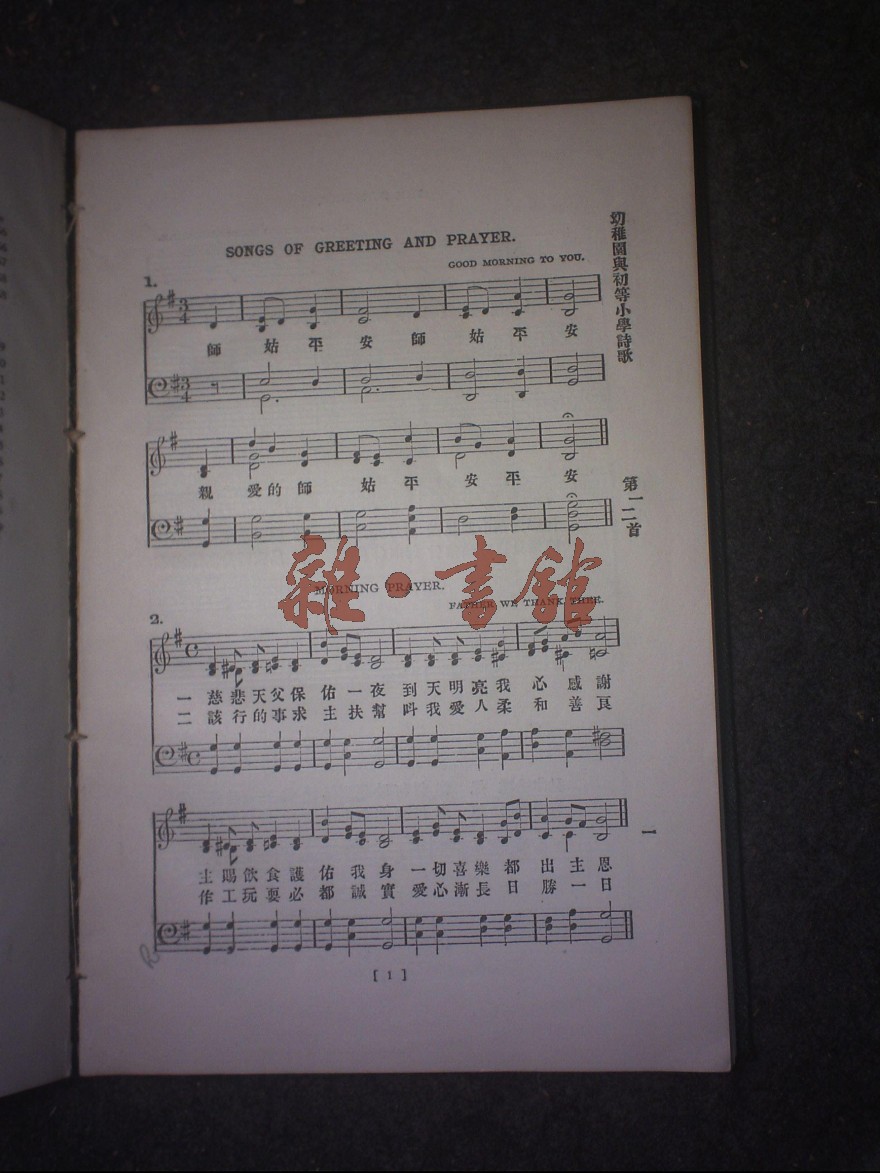 幼稚園與初等小學詩歌
第一二首
SONGS OF GREETING AND PRAYER.
GOOD MORNING TO YOU.
1.
師姑平安師姑平安
親愛的師姑平安平安
MORNING PRAYER.
FATHER WE THANK THEE.
雜·書館
2.
一 慈悲天父保佑一夜到天明亮我心感謝
二 該行的事求主扶幫叫我愛人柔和善良
主賜飲食護佑我身一切喜樂都出主恩
作工玩耍必都誠實愛心漸長日勝一日
一
[ 1 ]